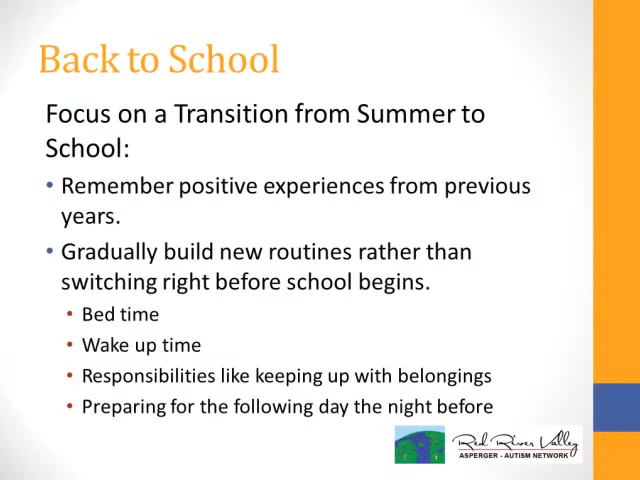 Back to School
Focus on a Transition from Summer to
School:
• Remember positive experiences from previous
years.
• Gradually build new routines rather than
switching right before school begins.
• Bed time
• Wake up time
• Responsibilities like keeping up with belongings
• Preparing for the following day the night before
Red River Valley
ASPERGER - AUTISM NETWORK